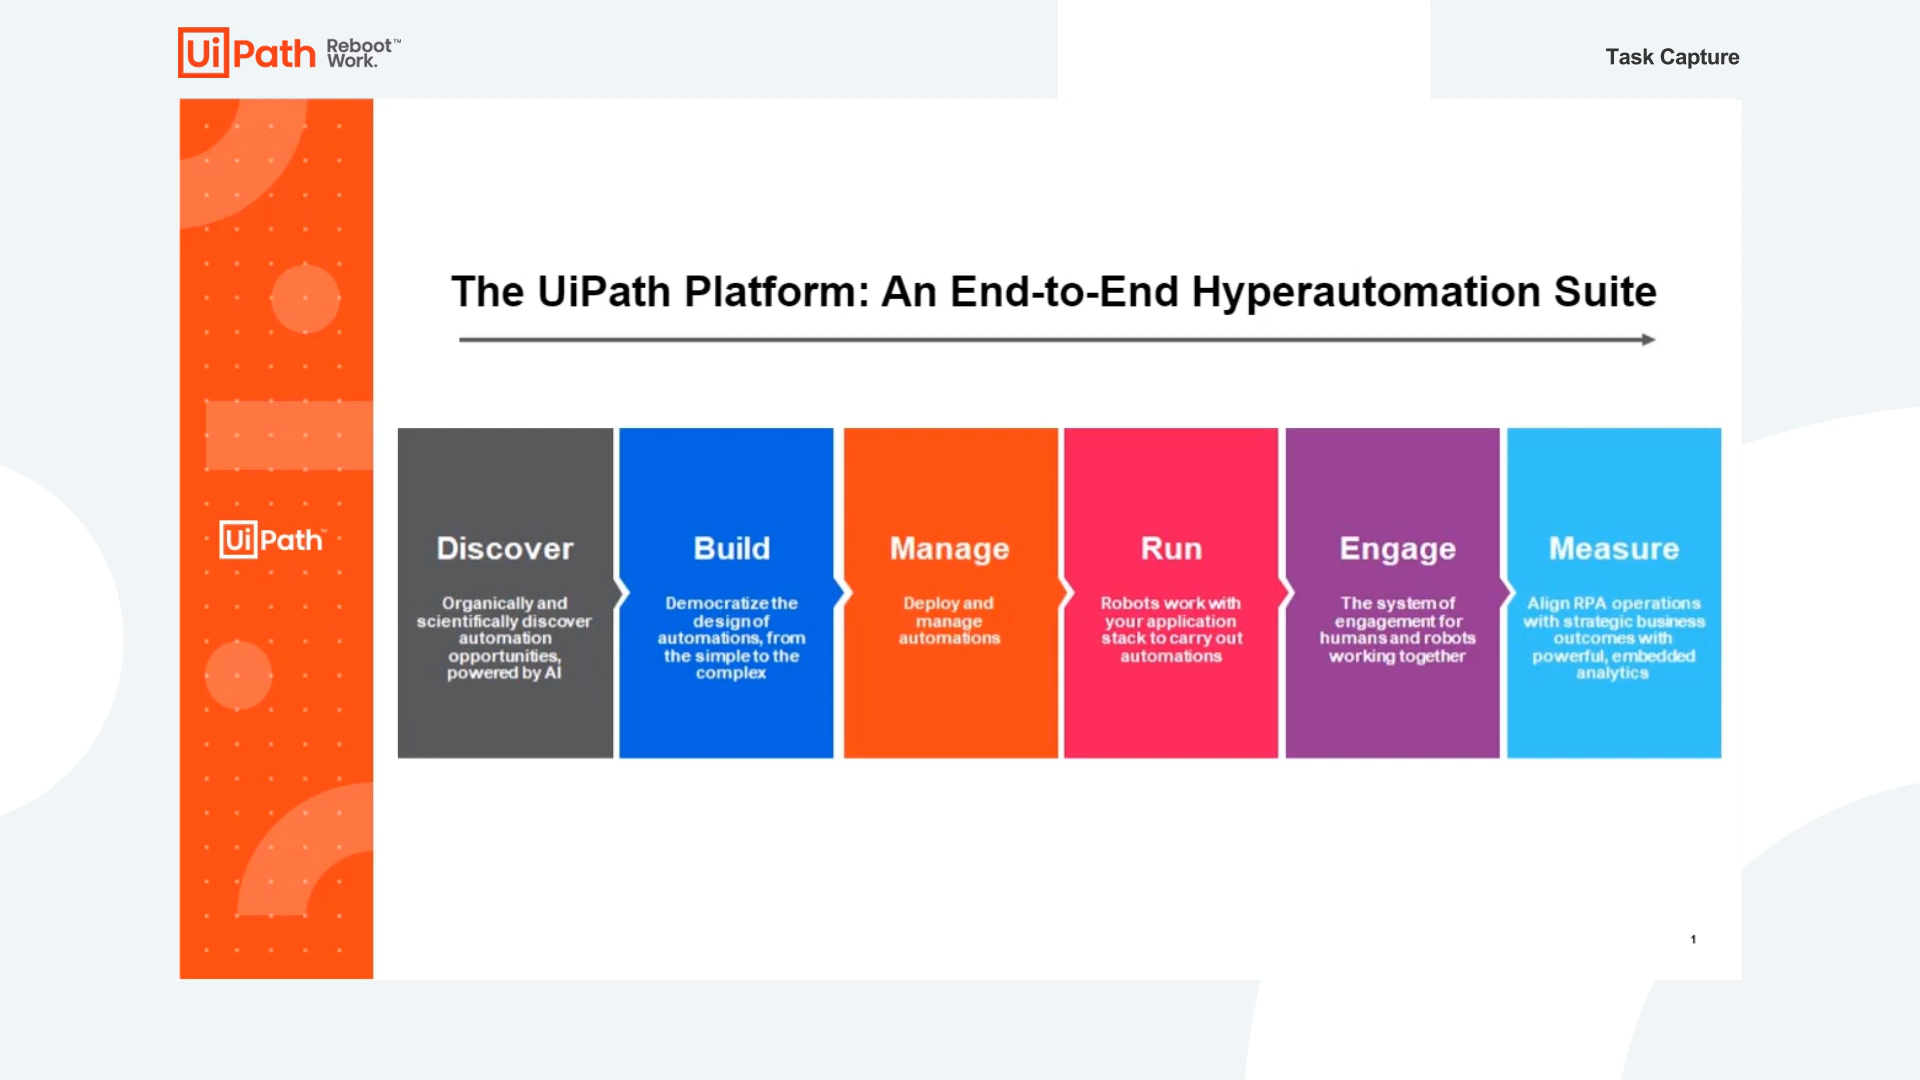 UiPath Reboot™
Work.
Task Capture
The UiPath Platform: An End-to-End Hyperautomation Suite
UiPath™
Discover
Organically and
scientifically discover
automation
opportunities,
powered by AI
Build
Democratize the
design of
automations, from
the simple to the
complex
Manage
Deploy and
manage
automations
Run
Robots work with
your application
stack to carry out
automations
Engage
The system of
engagement for
humans and robots
working together
Measure
Align RPA operations
with strategic business
outcomes with
powerful, embedded
analytics
1